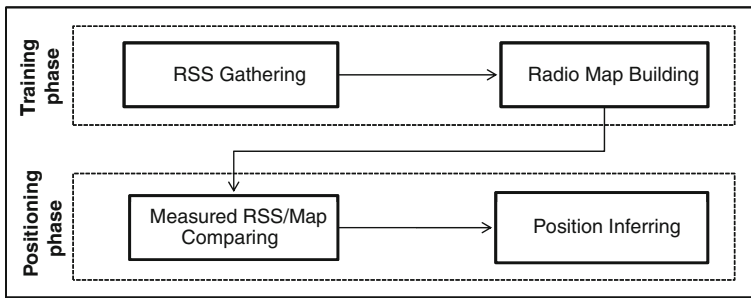 Training
phase
RSS Gathering
Radio Map Building
Positioning
phase
Measured RSS/Map
Comparing
Position Inferring